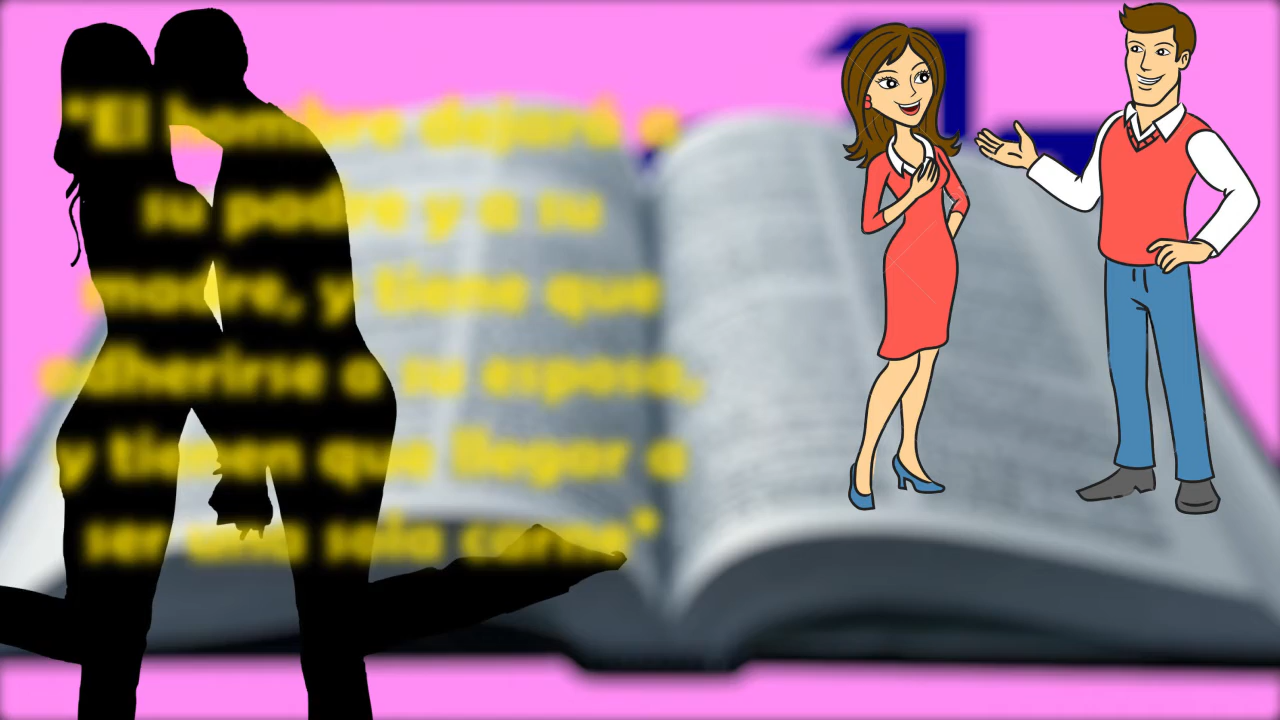 "El hombre dejará a
su padre y a su
madre, y tiene que
adherirse a su esposa,
y tienen que llegar a
ser una sola carne"